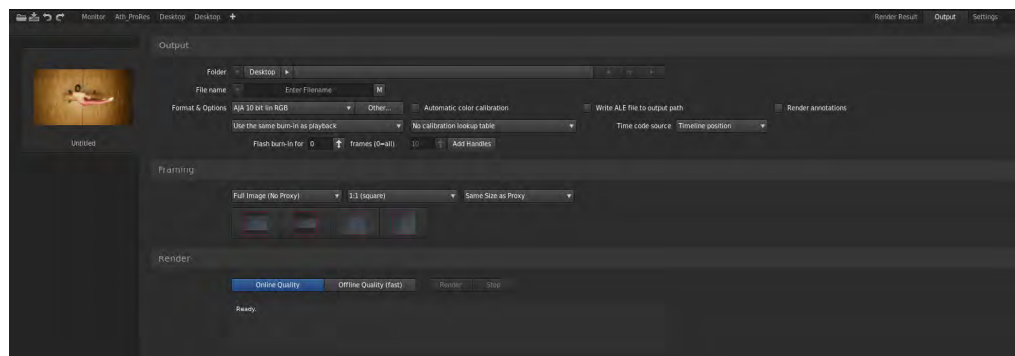 Monitor Ath_ProRes Desktop Desktop + Render Result Output Settings
Output
Folder Desktop
File name Enter Filename M
Format & Options AJA 10 bit lin RGB Other... Automatic color calibration Write ALE file to output path Render annotations
Use the same burn-in as playback No calibration lookup table Time code source Timeline position
Untitled
Flash burn-in for 0 frames (0=all) 10 Add Handles
Framing
Full Image (No Proxy) 1:1 (square) Same Size as Proxy
Render
Online Quality Offline Quality (fast) Render Stop
Ready.